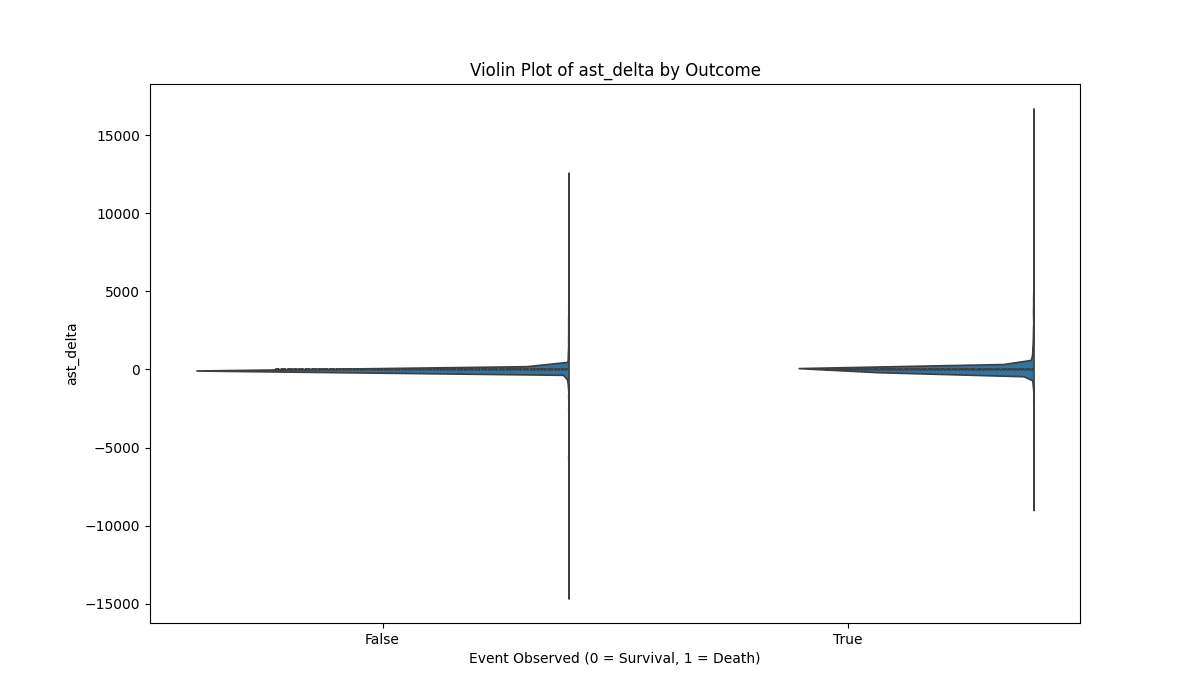 Violin Plot of ast_delta by Outcome
15000
10000
5000
0
−5000
−10000
−15000
ast_delta
False
True
Event Observed (0 = Survival, 1 = Death)